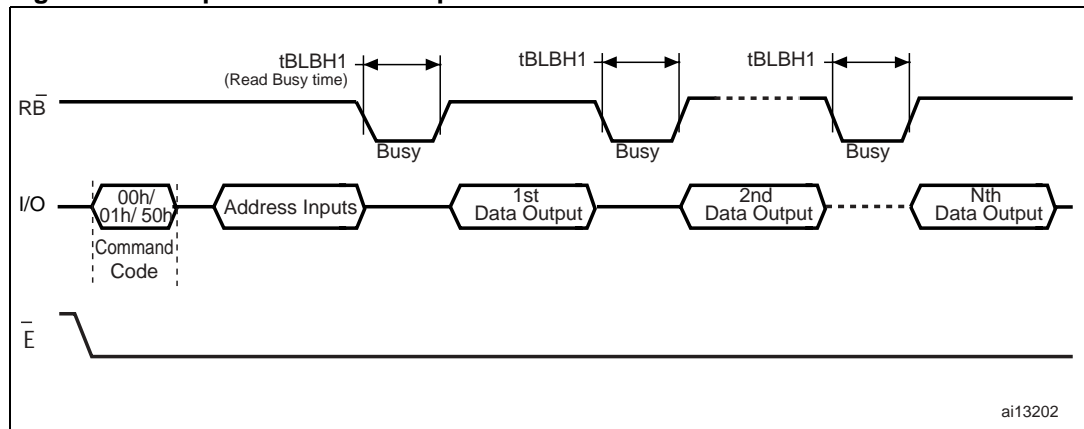 tBLBH1
(Read Busy time)
tBLBH1
tBLBH1
RB̅
Busy
Busy
Busy
I/O
00h/
01h/ 50h
Address Inputs
1st
Data Output
2nd
Data Output
Nth
Data Output
Command
Code
E̅
ai13202